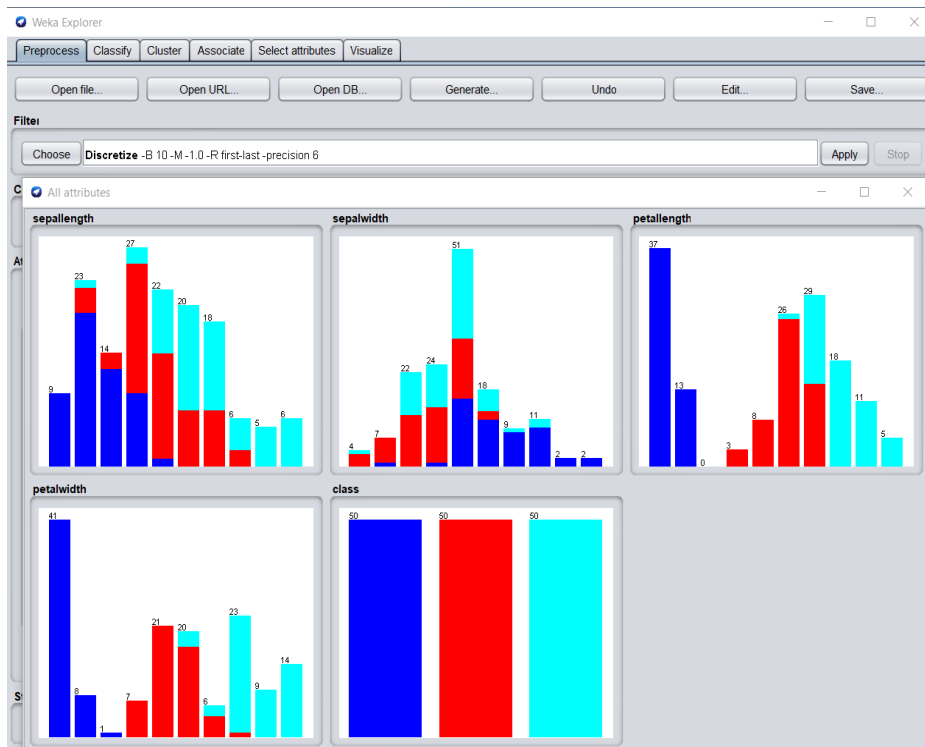 Weka Explorer
Preprocess Classify Cluster Associate Select attributes Visualize
Open file... Open URL... Open DB... Generate... Undo Edit... Save...
Filter
Choose Discretize -B 10 -M -1.0 -R first-last -precision 6 Apply Stop
C
All attributes
At
S
sepallength sepalwidth petallength
9 23 14 27 22 20 18 6 5 6
4 7 22 24 51 18 9 11 2 2
37 13 0 3 8 26 29 18 11 5
petalwidth class
41 8 1 7 21 20 6 23 9 14
50 50 50